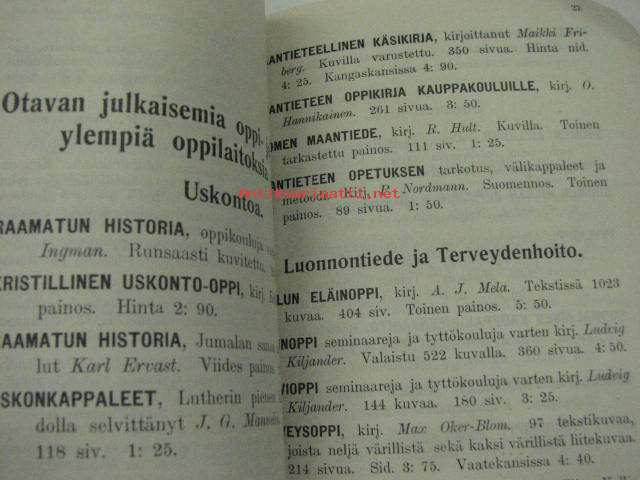 Otavan julkaisemia oppi-
ylempiä oppilaitoksia
Uskontoa.
RAAMATUN HISTORIA, oppikouluja
Ingman. Runsaasti kuvitettu.
KRISTILLINEN USKONTO-OPPI,
painos. Hinta 2: 90.
RAAMATUN HISTORIA, Jumalan
lut Karl Ervast. Viides painos
SKONKAPPALEET, Lutherin
dolla selvittänyt J. G.
118 siv. 1: 25.
23
ANTIETEELLINEN KÄSIKIRJA, kirjoittanut Maikki Fri-
berg. Kuvilla varustettu. 350 sivua. Hinta nid.
4: 25. Kangaskansissa 4: 90.
ANTIETEEN OPPIKIRJA KAUPPAKOULUILLE, kirj. O.
Hannikainen. 261 sivua. 3: 50.
OMEN MAANTIEDE, kirj. R. Hult. Kuvilla. Toinen
tarkastettu painos. 111 siv. 1: 25.
ANTIETEEN OPETUKSEN tarkotus, välikappaleet ja
metoodi. Kirj. P. Nordmann. Suomennos. Toinen
painos. 89 sivua. 1: 50.
Luonnontiede ja Terveydenhoito.
LUN ELÄINOPPI, kirj. A. J. Mela. Tekstissä 1023
kuvaa. 404 siv. Toinen painos. 5: 50.
NOPPI seminaareja ja tyttökouluja varten kirj. Ludvig
Kiljander. Valaistu 522 kuvalla. 360 sivua. 4: 50.
VIOPPI seminaareja ja tyttökouluja varten kirj. Ludvig
Kiljander. 144 kuvaa. 180 siv. 3: 25.
VEYSOPPI, kirj. Max Oker-Blom. 97 tekstikuvaa,
joista neljä värillistä sekä kaksi värillistä liitekuvaa.
214 sivua. Sid. 3: 75. Vaatekansissa 4: 40.